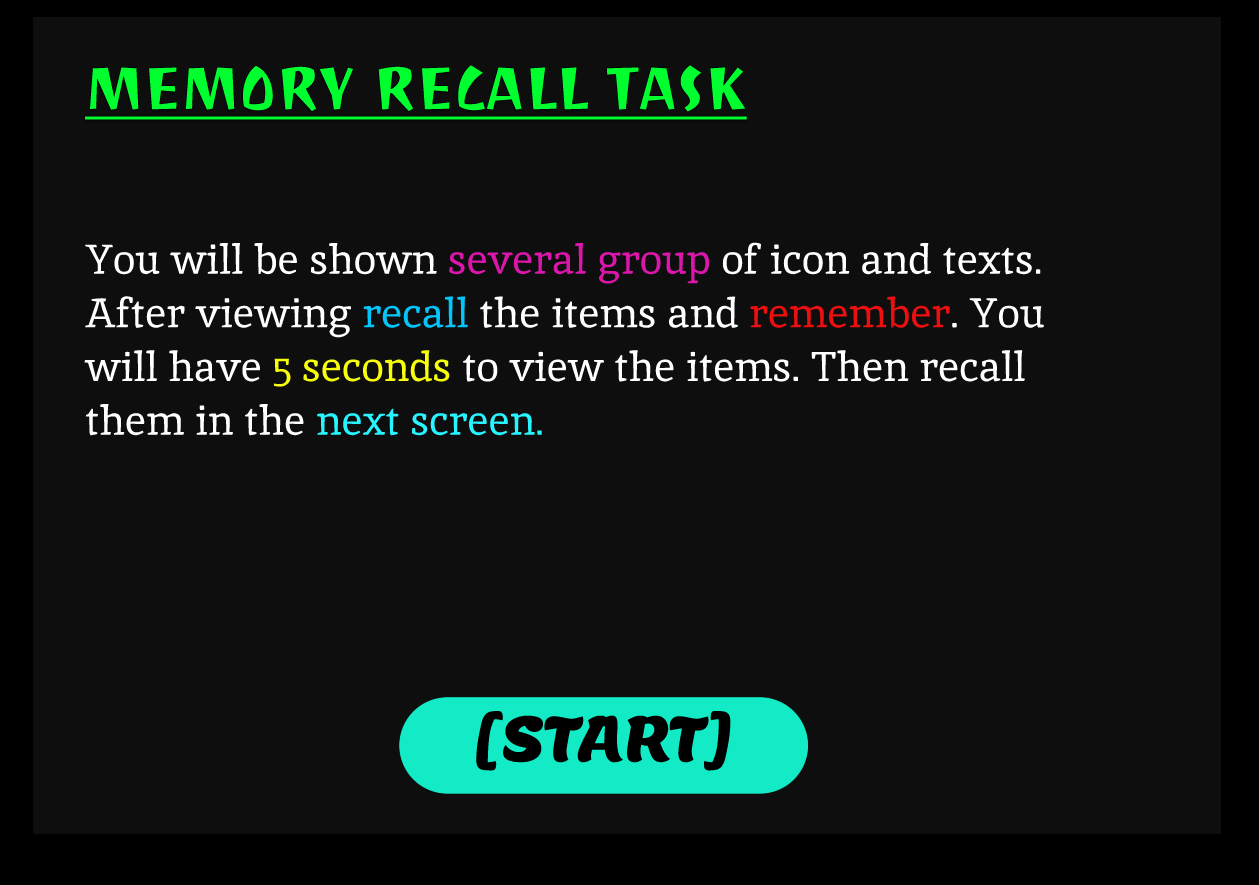 MEMORY RECALL TASK
You will be shown several group of icon and texts.
After viewing recall the items and remember. You
will have 5 seconds to view the items. Then recall
them in the next screen.
[START]